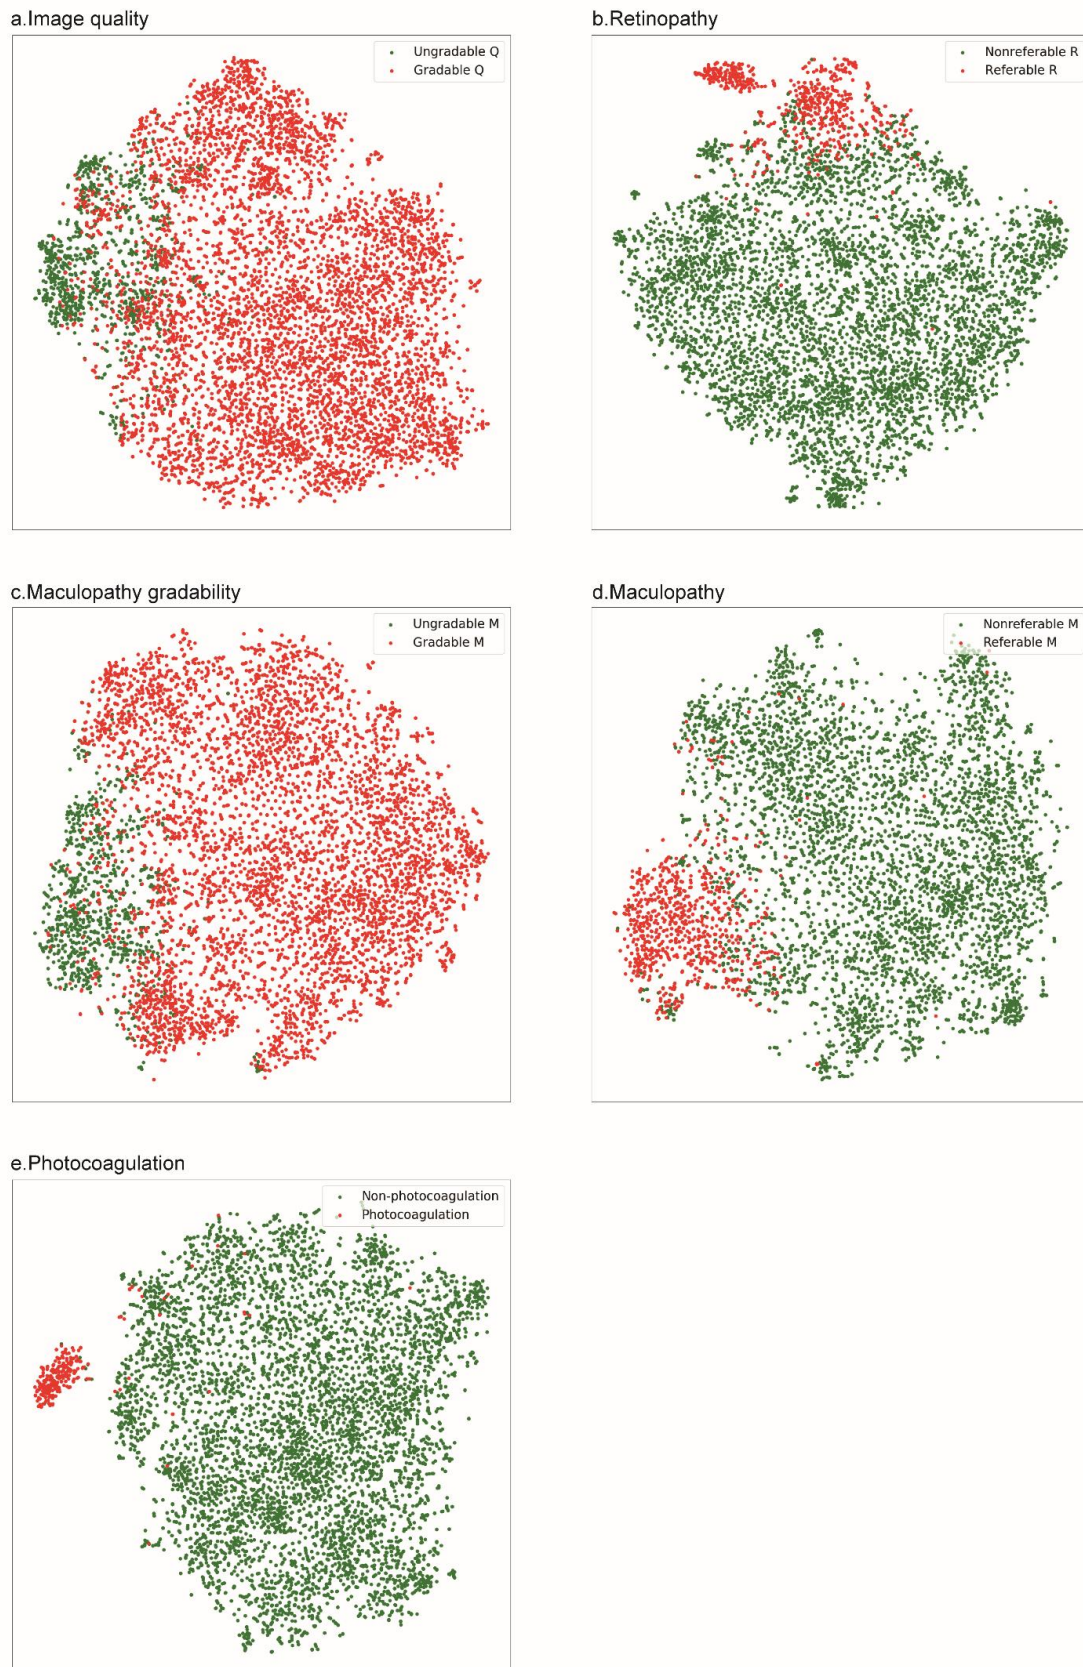 a.Image quality
Ungradable Q
Gradable Q
b.Retinopathy
Nonreferable R
Referable R
c.Maculopathy gradability
Ungradable M
Gradable M
d.Maculopathy
Nonreferable M
Referable M
e.Photocoagulation
Non-photocoagulation
Photocoagulation